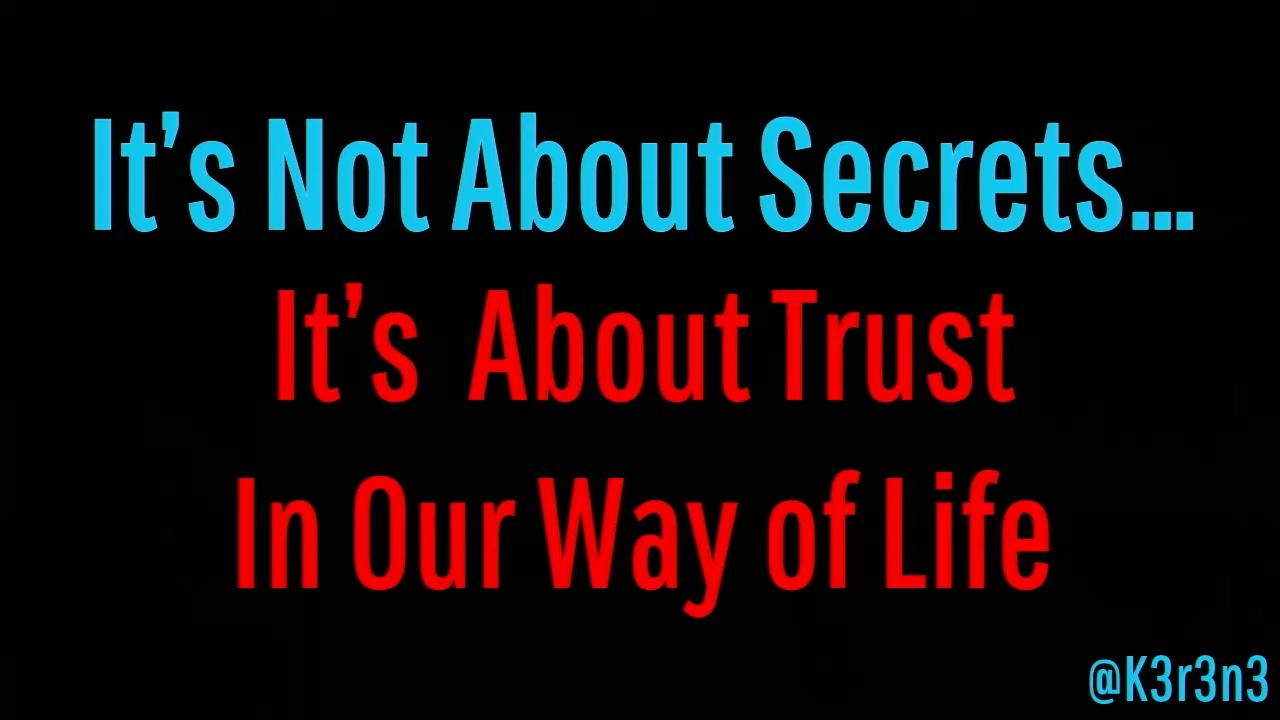 It's Not About Secrets...
It's About Trust
In Our Way of Life
@K3r3n3